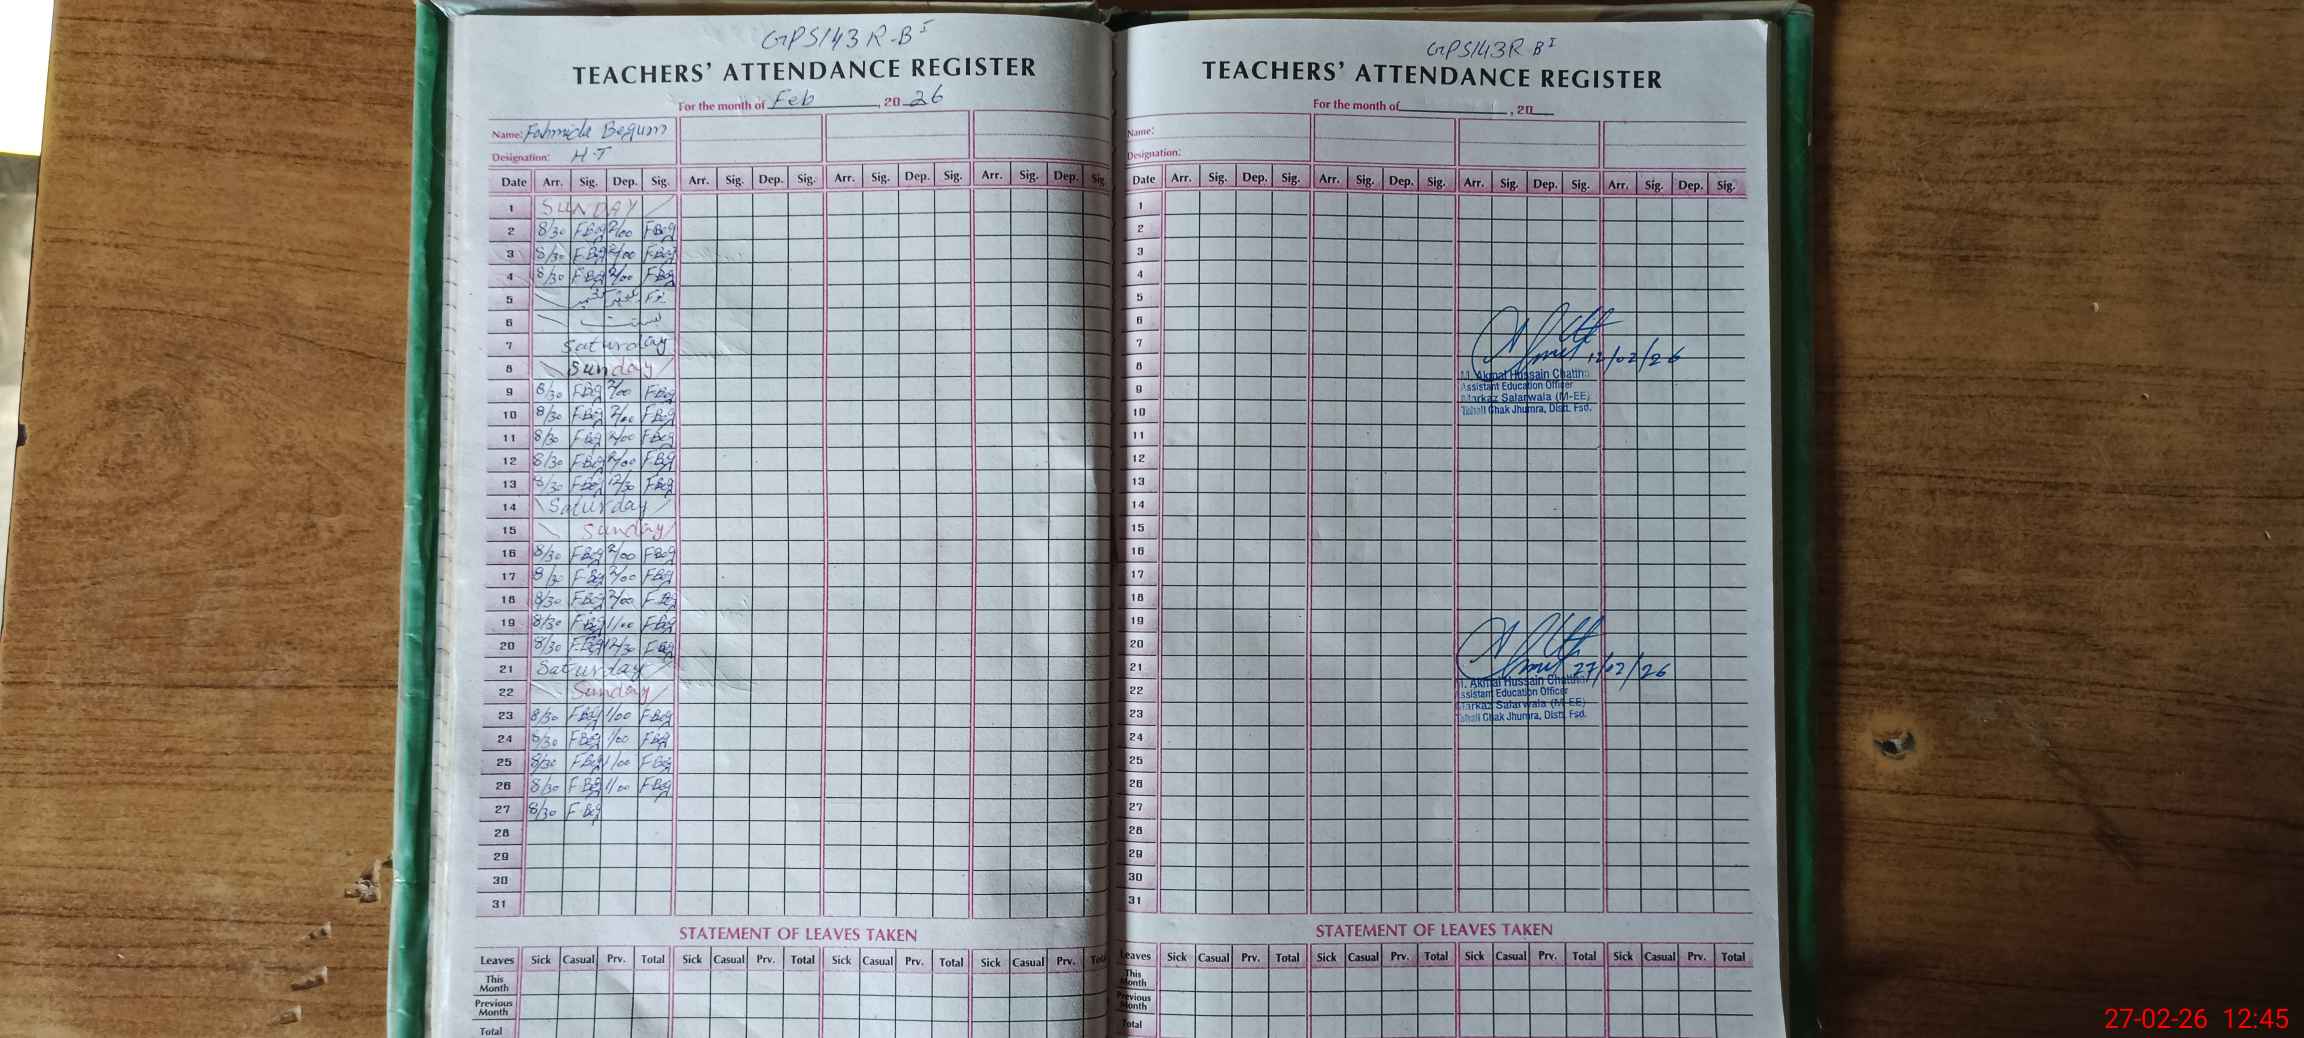 GPS143 R-B I
TEACHERS' ATTENDANCE REGISTER
For the month of Feb, 20 26
Name: Fahmida Begum
Designation: H.T
Date Arr. Sig. Dep. Sig. Arr. Sig. Dep. Sig. Arr. Sig. Dep. Sig. Arr. Sig. Dep. Sig.
1 SUNDAY
2 8/30 FBeg 2/00 FBeg
3 8/30 FBeg 2/00 FBeg
4 8/30 FBeg 2/00 FBeg
5
6
7 Saturday
8 Sunday
9 8/30 FBeg 2/00 FBeg
10 8/30 FBeg 2/00 FBeg
11 8/30 FBeg 2/00 FBeg
12 8/30 FBeg 2/00 FBeg
13 8/30 FBeg 12/30 FBeg
14 Saturday
15 Sunday
16 8/30 FBeg 2/00 FBeg
17 8/30 FBeg 2/00 FBeg
18 8/30 FBeg 2/00 FBeg
19 8/30 FBeg 1/00 FBeg
20 8/30 FBeg 12/30 FBeg
21 Saturday
22 Sunday
23 8/30 FBeg 1/00 FBeg
24 8/30 FBeg 1/00 FBeg
25 8/30 FBeg 1/00 FBeg
26 8/30 FBeg 1/00 FBeg
27 8/30 FBeg
28
29
30
31
STATEMENT OF LEAVES TAKEN
Leaves Sick Casual Prv. Total Sick Casual Prv. Total Sick Casual Prv. Total Sick Casual Prv. Total
This Month
Previous Month
Total
GPS143R B I
TEACHERS' ATTENDANCE REGISTER
For the month of , 20
Name:
Designation:
Date Arr. Sig. Dep. Sig. Arr. Sig. Dep. Sig. Arr. Sig. Dep. Sig. Arr. Sig. Dep. Sig.
1
2
3
4
5
6
7
8 12/02/26
M. Akmal Hussain Chattha
9 Assistant Education Officer
Markaz Salarwala (M-EE)
10 Tehsil Chak Jhumra, Distt. Fsd.
11
12
13
14
15
16
17
18
19
20
21 27/02/26
M. Akmal Hussain Chattha
22 Assistant Education Officer
Markaz Salarwala (M-EE)
23 Tehsil Chak Jhumra, Distt. Fsd.
24
25
26
27
28
29
30
31
STATEMENT OF LEAVES TAKEN
Leaves Sick Casual Prv. Total Sick Casual Prv. Total Sick Casual Prv. Total Sick Casual Prv. Total
This Month
Previous Month
Total
27-02-26 12:45